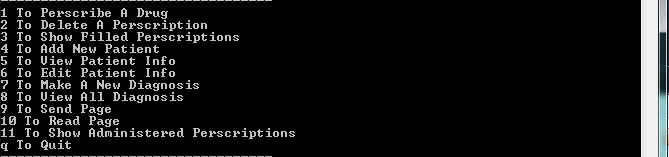 ----------------------------------
1 To Perscribe A Drug
2 To Delete A Perscription
3 To Show Filled Perscriptions
4 To Add New Patient
5 To View Patient Info
6 To Edit Patient Info
7 To Make A New Diagnosis
8 To View All Diagnosis
9 To Send Page
10 To Read Page
11 To Show Administered Perscriptions
q To Quit
----------------------------------